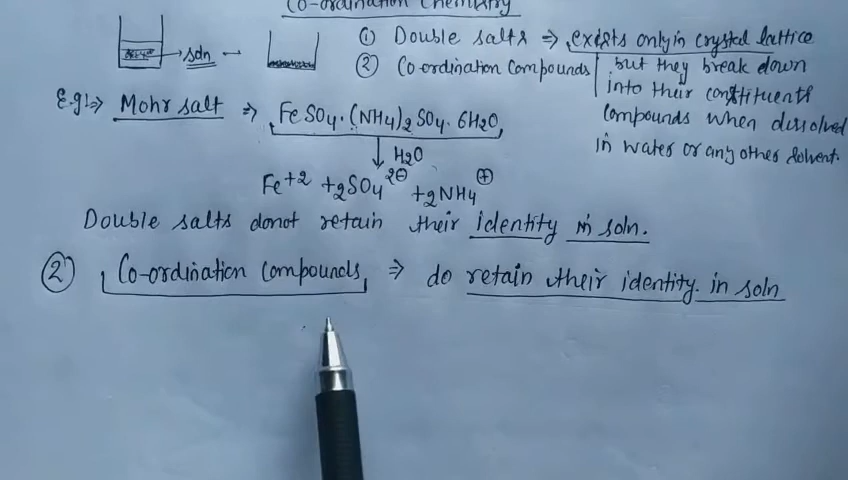 Co-ordination Chemistry
soln
① Double salts ⇒ exists only in crystal lattice
② Co-ordination Compounds
but they break down
into their constituents
compounds when dissolved
in water or any other solvent.
E.g:⇒ Mohr salt ⇒ FeSO4·(NH4)2SO4·6H2O
H2O
Fe+2 + 2SO4 2⊖ + 2NH4 ⊕
Double salts donot retain their identity in soln.
② Co-ordination Compounds ⇒ do retain their identity in soln